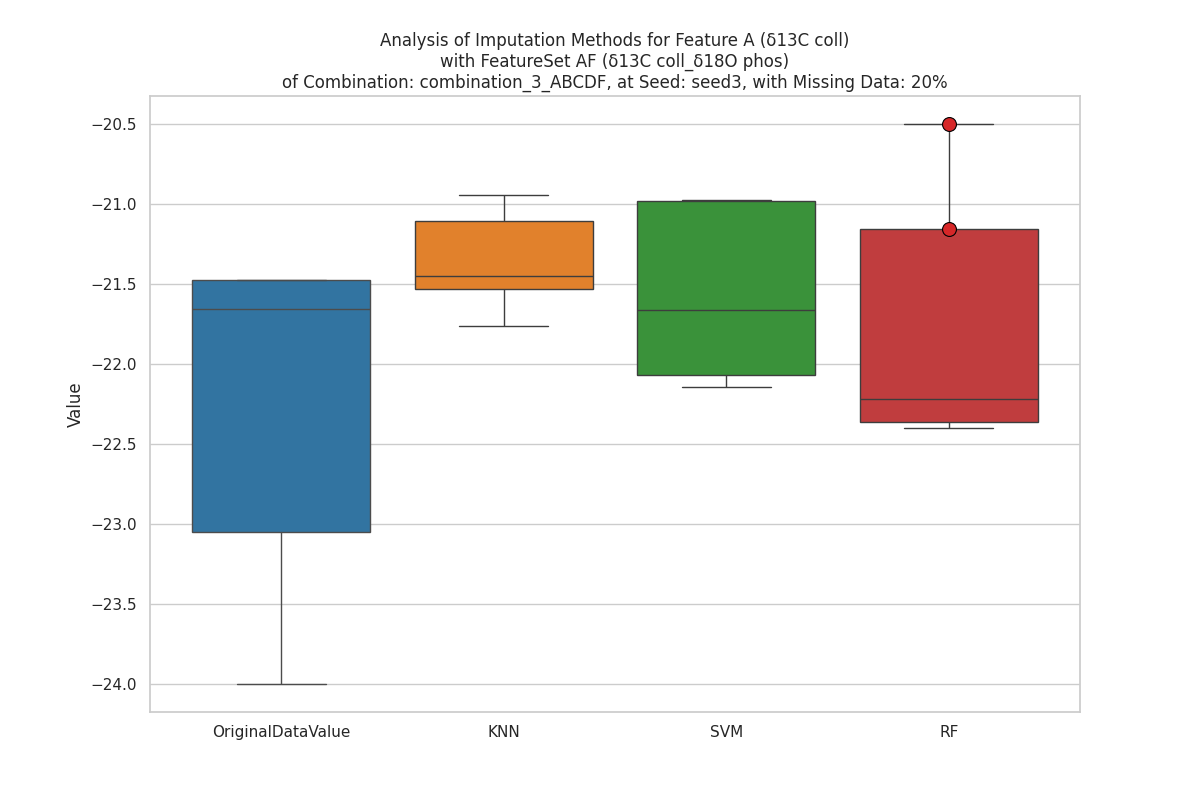 Analysis of Imputation Methods for Feature A (δ13C coll)
with FeatureSet AF (δ13C coll_δ18O phos)
of Combination: combination_3_ABCDF, at Seed: seed3, with Missing Data: 20%
−20.5
−21.0
−21.5
−22.0
−22.5
−23.0
−23.5
−24.0
Value
OriginalDataValue
KNN
SVM
RF